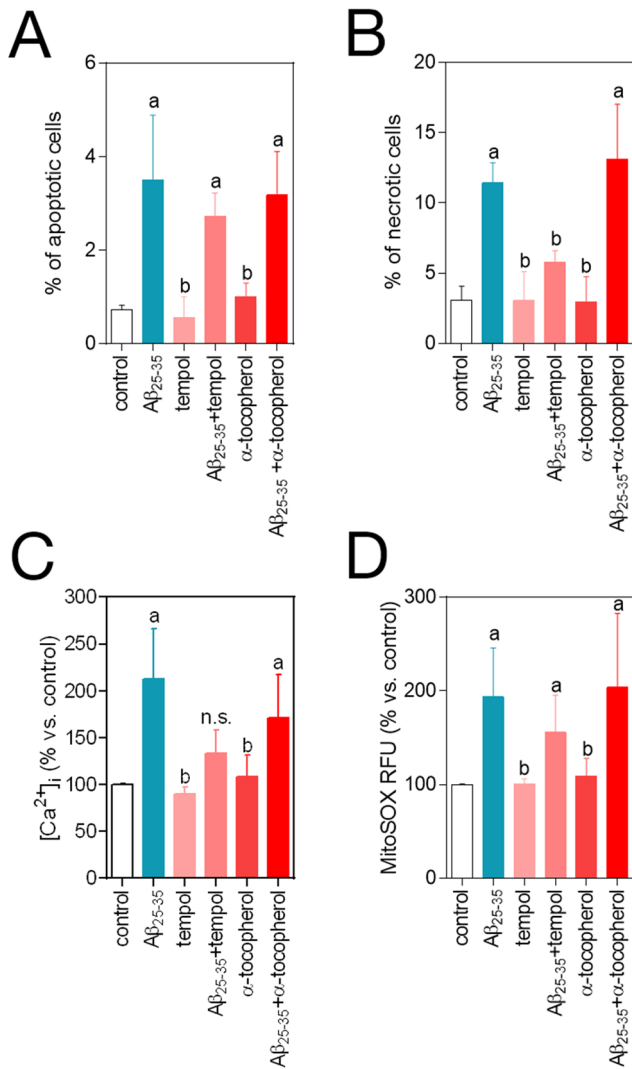 A
% of apoptotic cells
6
4
2
0
a
a
a
b
b
control
Aβ25-35
tempol
Aβ25-35+tempol
α-tocopherol
Aβ25-35 +α-tocopherol
B
% of necrotic cells
20
15
10
5
0
a
a
b
b
b
control
Aβ25-35
tempol
Aβ25-35+tempol
α-tocopherol
Aβ25-35+α-tocopherol
C
[Ca2+]i (% vs. control)
300
250
200
150
100
50
0
a
a
n.s.
b
b
control
Aβ25-35
tempol
Aβ25-35+tempol
α-tocopherol
Aβ25-35+α-tocopherol
D
MitoSOX RFU (% vs. control)
300
200
100
0
a
a
a
b
b
control
Aβ25-35
tempol
Aβ25-35+tempol
α-tocopherol
Aβ25-35+α-tocopherol